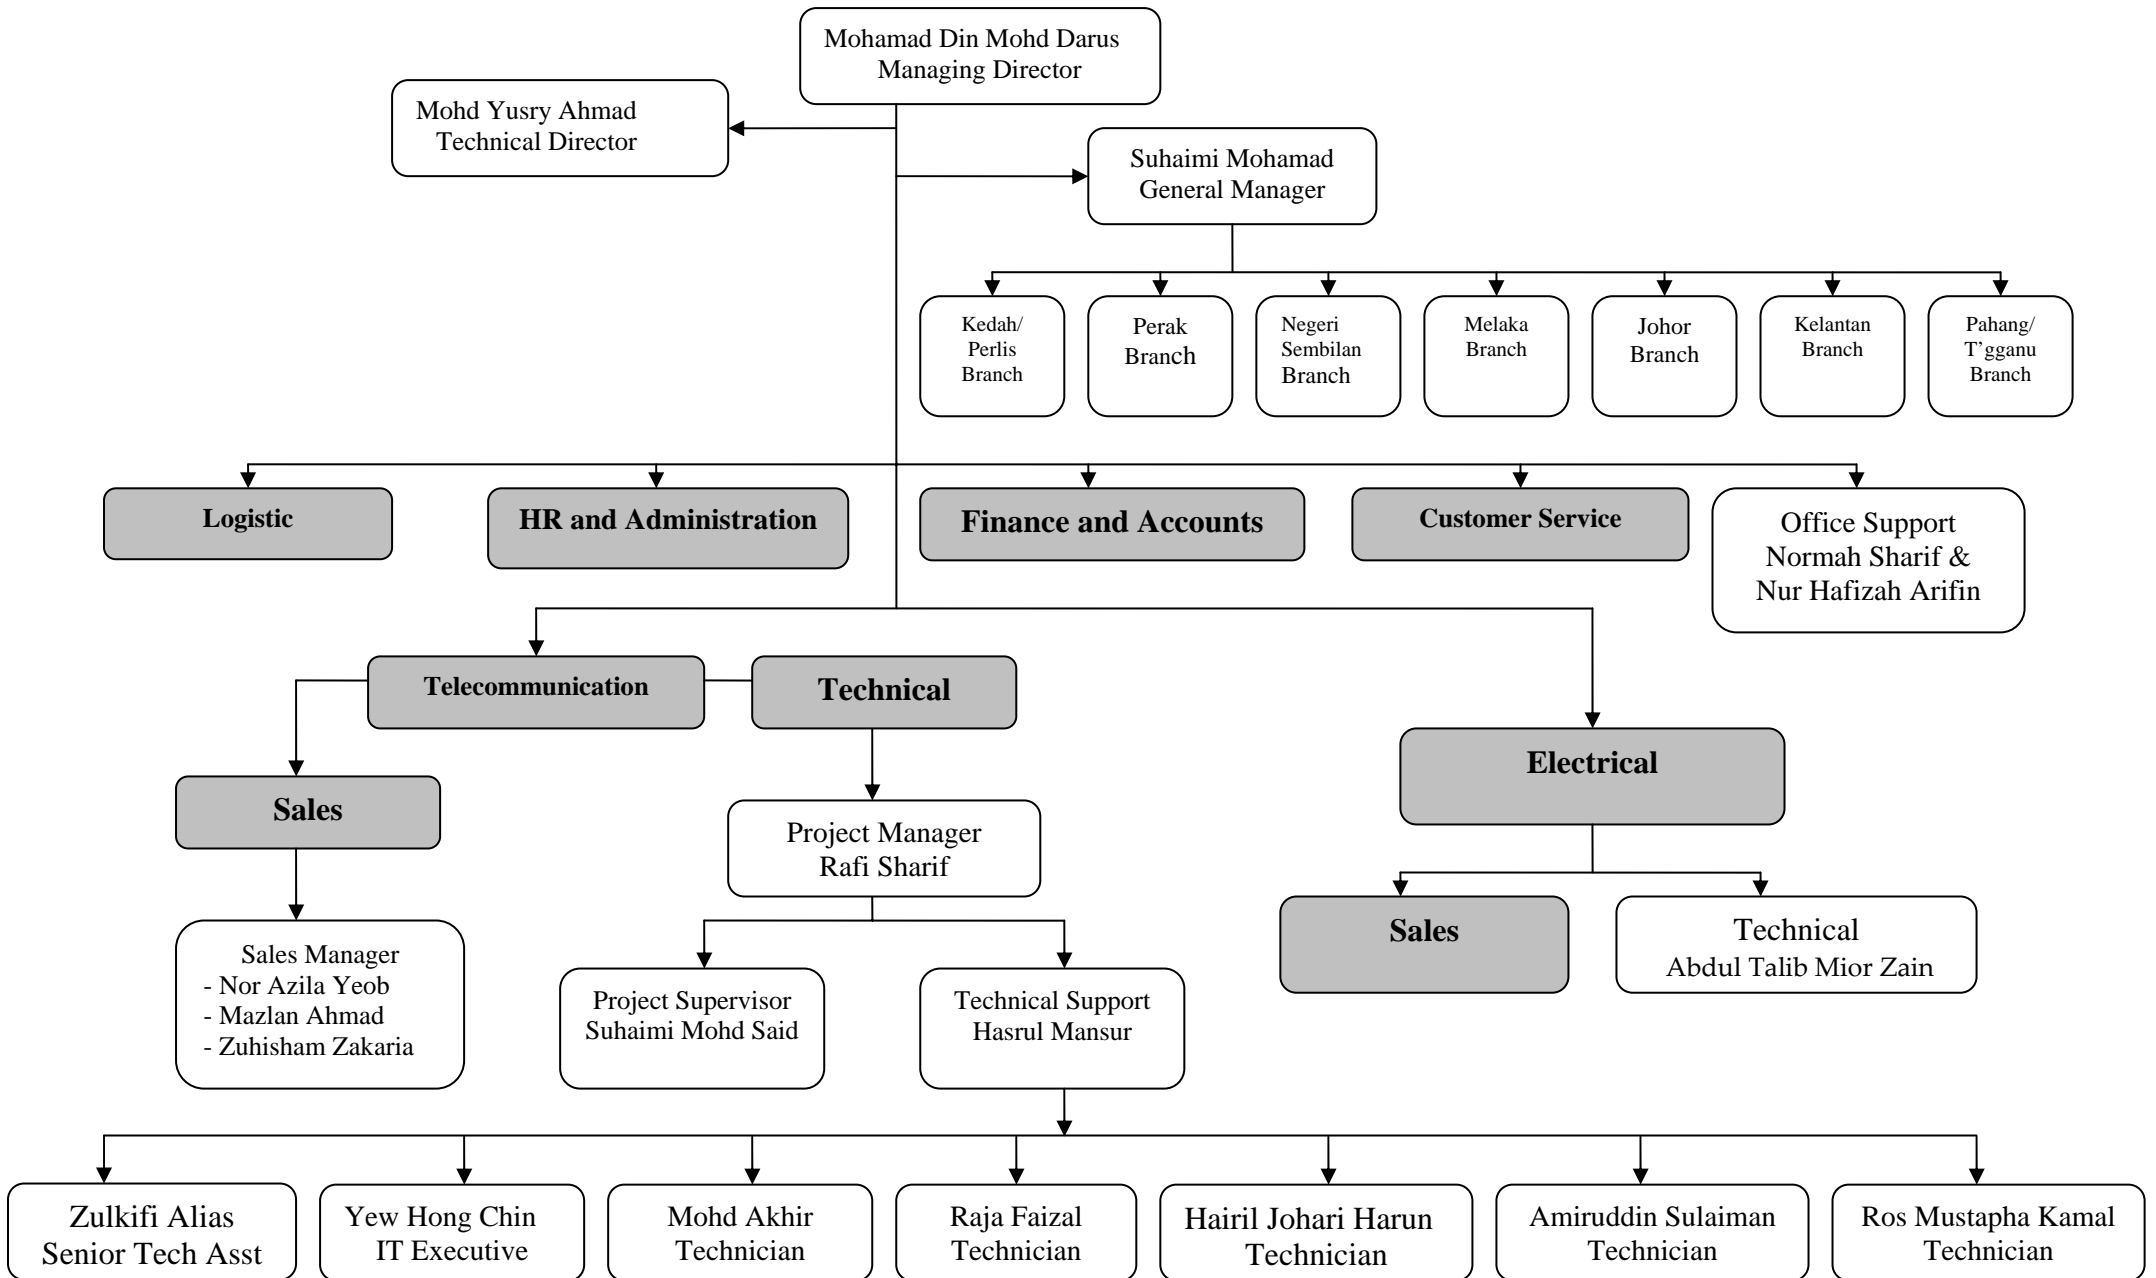 Mohamad Din Mohd Darus
Managing Director
Mohd Yusry Ahmad
Technical Director
Suhaimi Mohamad
General Manager
Kedah/
Perlis
Branch
Perak
Branch
Negeri
Sembilan
Branch
Melaka
Branch
Johor
Branch
Kelantan
Branch
Pahang/
T’gganu
Branch
Logistic
HR and Administration
Finance and Accounts
Customer Service
Office Support
Normah Sharif &
Nur Hafizah Arifin
Telecommunication
Technical
Electrical
Sales
Project Manager
Rafi Sharif
Sales
Technical
Abdul Talib Mior Zain
Sales Manager
- Nor Azila Yeob
- Mazlan Ahmad
- Zuhisham Zakaria
Project Supervisor
Suhaimi Mohd Said
Technical Support
Hasrul Mansur
Zulkifi Alias
Senior Tech Asst
Yew Hong Chin
IT Executive
Mohd Akhir
Technician
Raja Faizal
Technician
Hairil Johari Harun
Technician
Amiruddin Sulaiman
Technician
Ros Mustapha Kamal
Technician